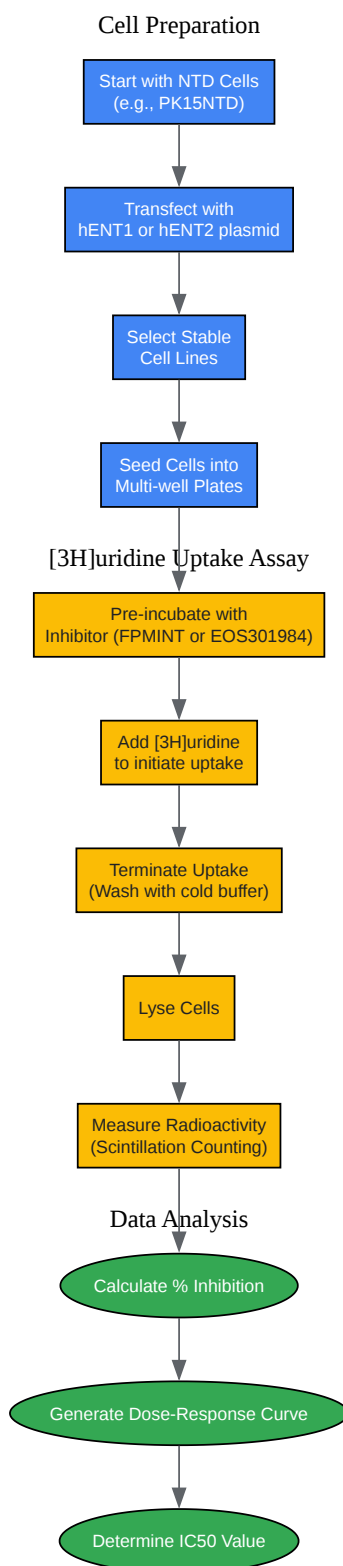 Cell Preparation
Start with NTD Cells
(e.g., PK15NTD)
Transfect with
hENT1 or hENT2 plasmid
Select Stable
Cell Lines
Seed Cells into
Multi-well Plates
[3H]uridine Uptake Assay
Pre-incubate with
Inhibitor (FPMINT or EOS301984)
Add [3H]uridine
to initiate uptake
Terminate Uptake
(Wash with cold buffer)
Lyse Cells
Measure Radioactivity
(Scintillation Counting)
Data Analysis
Calculate % Inhibition
Generate Dose-Response Curve
Determine IC50 Value